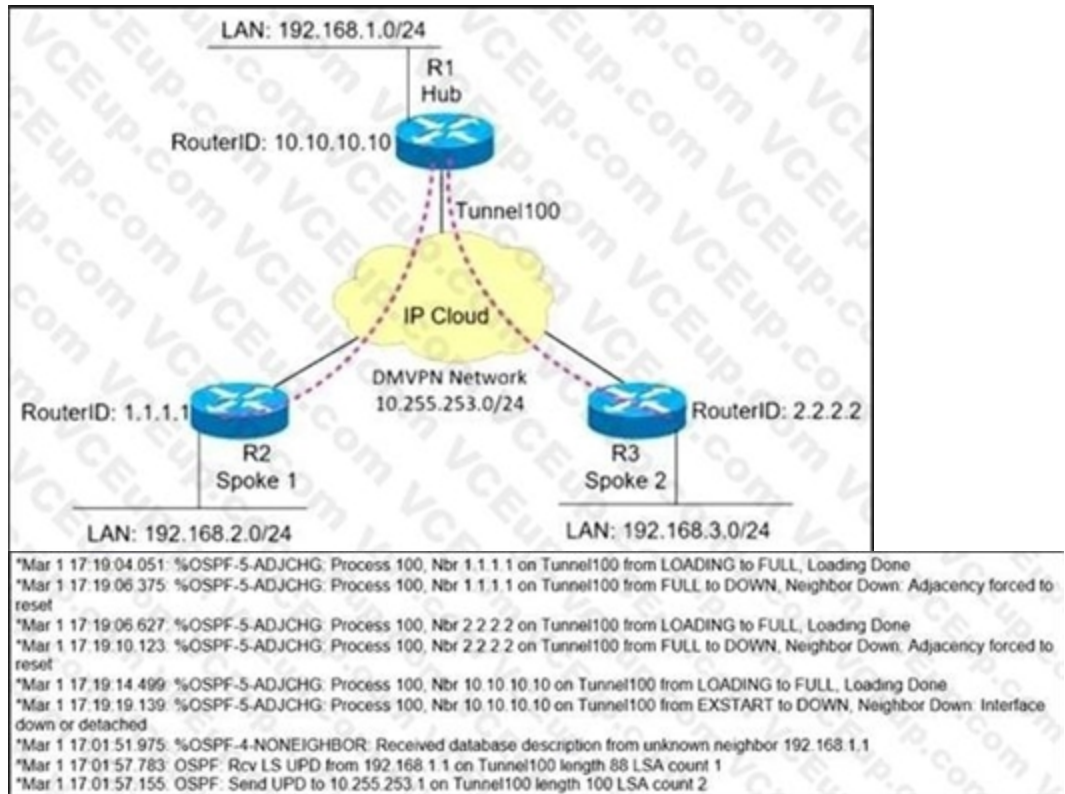 LAN: 192.168.1.0/24
R1
Hub
RouterID: 10.10.10.10
Tunnel100
IP Cloud
DMVPN Network
10.255.253.0/24
RouterID: 1.1.1.1
RouterID: 2.2.2.2
R2
Spoke 1
R3
Spoke 2
LAN: 192.168.2.0/24
LAN: 192.168.3.0/24
*Mar 1 17:19:04.051: %OSPF-5-ADJCHG: Process 100, Nbr 1.1.1.1 on Tunnel100 from LOADING to FULL, Loading Done
*Mar 1 17:19:06.375: %OSPF-5-ADJCHG: Process 100, Nbr 1.1.1.1 on Tunnel100 from FULL to DOWN, Neighbor Down: Adjacency forced to
reset
*Mar 1 17:19:06.627: %OSPF-5-ADJCHG: Process 100, Nbr 2.2.2.2 on Tunnel100 from LOADING to FULL, Loading Done
*Mar 1 17:19:10.123: %OSPF-5-ADJCHG: Process 100, Nbr 2.2.2.2 on Tunnel100 from FULL to DOWN, Neighbor Down: Adjacency forced to
reset
*Mar 1 17:19:14.499: %OSPF-5-ADJCHG: Process 100, Nbr 10.10.10.10 on Tunnel100 from LOADING to FULL, Loading Done
*Mar 1 17:19:19.139: %OSPF-5-ADJCHG: Process 100, Nbr 10.10.10.10 on Tunnel100 from EXSTART to DOWN, Neighbor Down: Interface
down or detached
*Mar 1 17:01:51.975: %OSPF-4-NONEIGHBOR: Received database description from unknown neighbor 192.168.1.1
*Mar 1 17:01:57.783: OSPF: Rcv LS UPD from 192.168.1.1 on Tunnel100 length 88 LSA count 1
*Mar 1 17:01:57.155: OSPF: Send UPD to 10.255.253.1 on Tunnel100 length 100 LSA count 2
VCEup.com